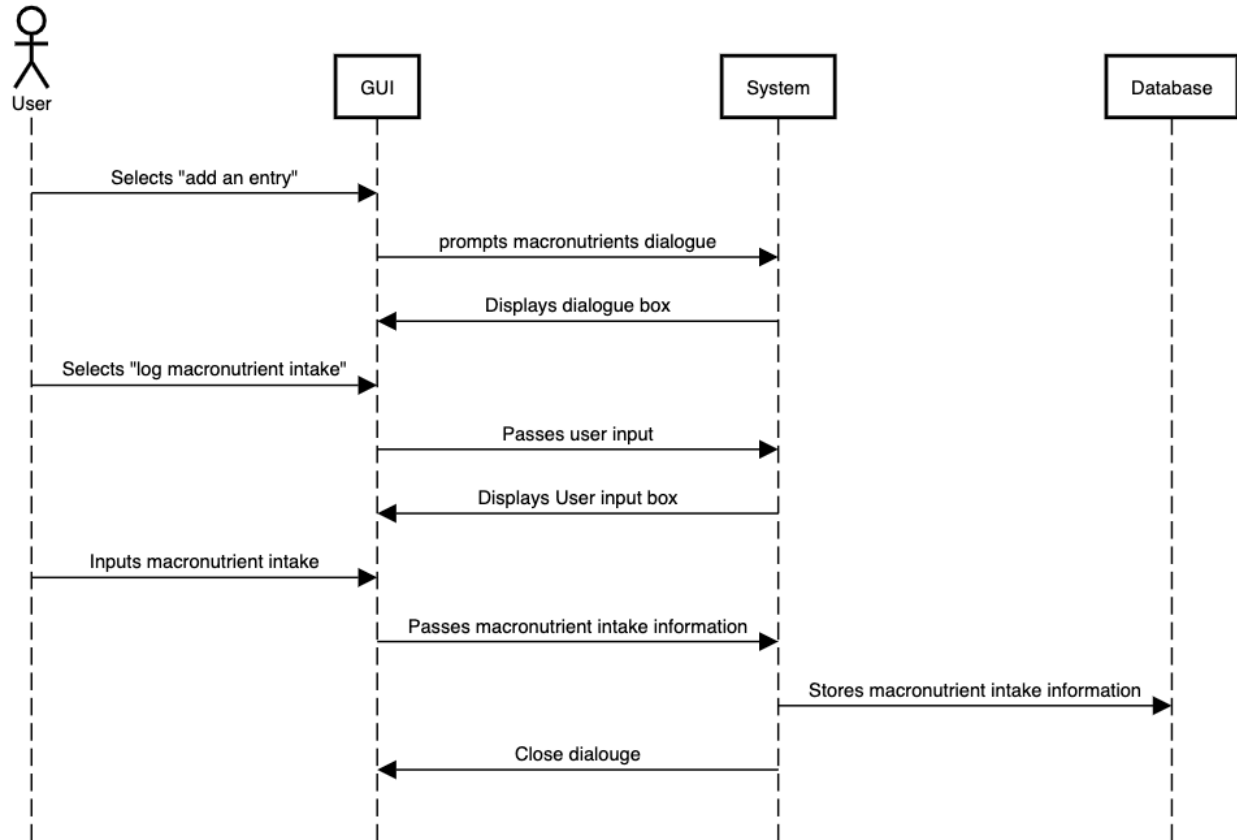 User
GUI
System
Database
Selects "add an entry"
prompts macronutrients dialogue
Displays dialogue box
Selects "log macronutrient intake"
Passes user input
Displays User input box
Inputs macronutrient intake
Passes macronutrient intake information
Stores macronutrient intake information
Close dialouge